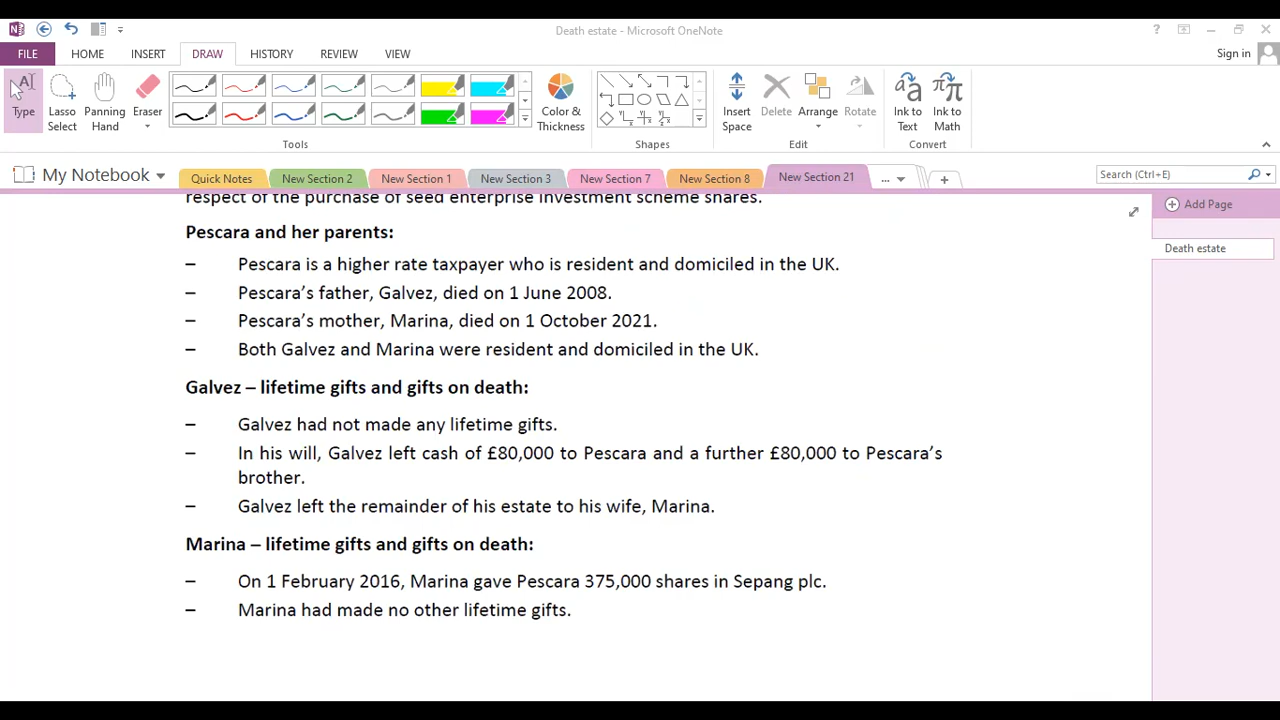 Death estate - Microsoft OneNote
?
FILE HOME INSERT DRAW HISTORY REVIEW VIEW Sign in
Type
Lasso Select
Panning Hand
Eraser
Color & Thickness
Insert Space
Delete
Arrange
Rotate
Ink to Text
Ink to Math
Tools Shapes Edit Convert
My Notebook Quick Notes New Section 2 New Section 1 New Section 3 New Section 7 New Section 8 New Section 21 ... Search (Ctrl+E)
Add Page
Death estate
respect of the purchase of seed enterprise investment scheme shares.
Pescara and her parents:
– Pescara is a higher rate taxpayer who is resident and domiciled in the UK.
– Pescara's father, Galvez, died on 1 June 2008.
– Pescara's mother, Marina, died on 1 October 2021.
– Both Galvez and Marina were resident and domiciled in the UK.
Galvez – lifetime gifts and gifts on death:
– Galvez had not made any lifetime gifts.
– In his will, Galvez left cash of £80,000 to Pescara and a further £80,000 to Pescara's
brother.
– Galvez left the remainder of his estate to his wife, Marina.
Marina – lifetime gifts and gifts on death:
– On 1 February 2016, Marina gave Pescara 375,000 shares in Sepang plc.
– Marina had made no other lifetime gifts.